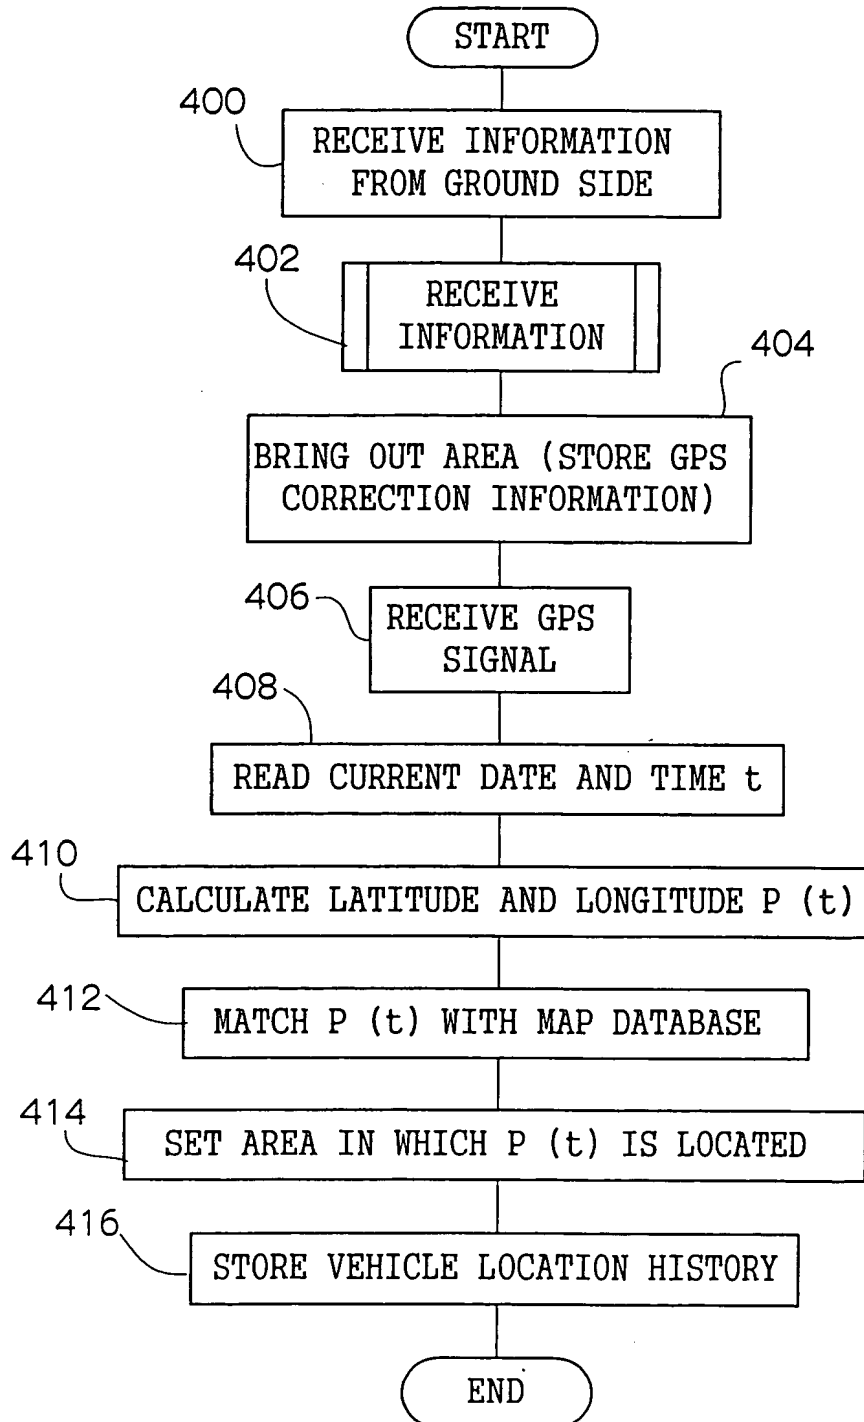 START
400
RECEIVE INFORMATION
FROM GROUND SIDE
402
RECEIVE
INFORMATION
404
BRING OUT AREA (STORE GPS
CORRECTION INFORMATION)
406
RECEIVE GPS
SIGNAL
408
READ CURRENT DATE AND TIME t
410
CALCULATE LATITUDE AND LONGITUDE P (t)
412
MATCH P (t) WITH MAP DATABASE
414
SET AREA IN WHICH P (t) IS LOCATED
416
STORE VEHICLE LOCATION HISTORY
END